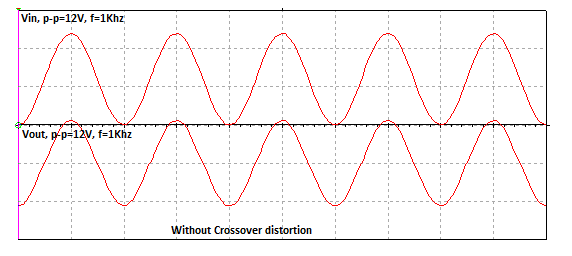 Vin, p-p=12V, f=1Khz
Vout, p-p=12V, f=1Khz
Without Crossover distortion